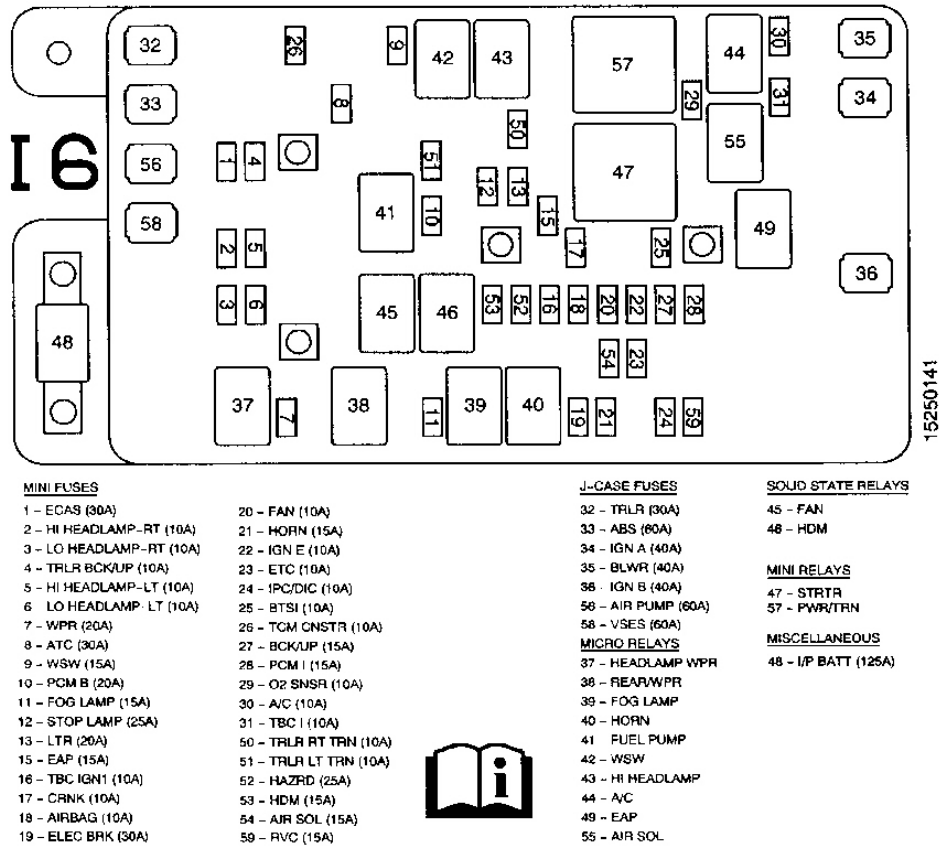 32
26
9
42
43
57
44
30
35
33
8
29
31
34
I6
50
55
56
1
4
51
12
13
47
58
41
10
15
49
2
5
17
25
36
3
6
45
46
53
52
16
18
20
22
27
28
48
54
23
37
7
38
11
39
40
19
21
24
59
15250141
MINI FUSES
1 – ECAS (30A)
2 – HI HEADLAMP–RT (10A)
3 – LO HEADLAMP–RT (10A)
4 – TRLR BCK/UP (10A)
5 – HI HEADLAMP–LT (10A)
6 LO HEADLAMP LT (10A)
7 – WPR (20A)
8 – ATC (30A)
9 – WSW (15A)
10 – PCM B (20A)
11 – FOG LAMP (15A)
12 – STOP LAMP (25A)
13 – LTR (20A)
15 – EAP (15A)
16 – TBC IGN1 (10A)
17 – CRNK (10A)
18 – AIRBAG (10A)
19 – ELEC BRK (30A)
20 – FAN (10A)
21 – HORN (15A)
22 – IGN E (10A)
23 – ETC (10A)
24 – IPC/DIC (10A)
25 – BTSI (10A)
26 – TCM CNSTR (10A)
27 – BCK/UP (15A)
28 – PCM I (15A)
29 – O2 SNSR (10A)
30 – A/C (10A)
31 – TBC I (10A)
50 – TRLR RT TRN (10A)
51 – TRLR LT TRN (10A)
52 – HAZRD (25A)
53 – HDM (15A)
54 – AIR SOL (15A)
59 – RVC (15A)
i
J–CASE FUSES
32 – TRLR (30A)
33 – ABS (60A)
34 – IGN A (40A)
35 – BLWR (40A)
36 – IGN B (40A)
56 – AIR PUMP (60A)
58 – VSES (60A)
MICRO RELAYS
37 – HEADLAMP WPR
38 – REAR/WPR
39 – FOG LAMP
40 – HORN
41 FUEL PUMP
42 – WSW
43 – HI HEADLAMP
44 – A/C
49 – EAP
55 – AIR SOL
SOLID STATE RELAYS
45 – FAN
46 – HDM
MINI RELAYS
47 – STRTR
57 – PWR/TRN
MISCELLANEOUS
48 – I/P BATT (125A)